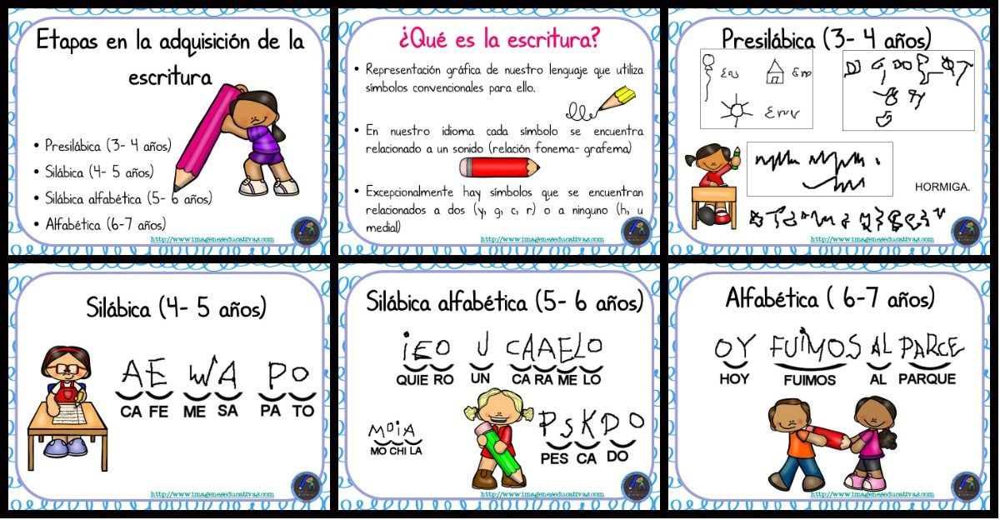 Etapas en la adquisición de la
escritura
• Presilábica (3- 4 años)
• Silábica (4- 5 años)
• Silábica alfabética (5- 6 años)
• Alfabética (6-7 años)
http://www.imageneseducativas.com
¿Qué es la escritura?
• Representación gráfica de nuestro lenguaje que utiliza
símbolos convencionales para ello.
• En nuestro idioma cada símbolo se encuentra
relacionado a un sonido (relación fonema- grafema)
• Excepcionalmente hay símbolos que se encuentran
relacionados a dos (y, g, c, r) o a ninguno (h, u
medial)
http://www.imageneseducativas.com
Presilábica (3- 4 años)
HORMIGA.
http://www.imageneseducativas.com
Silábica (4- 5 años)
AE WA PO
CA FE ME SA PA TO
http://www.imageneseducativas.com
Silábica alfabética (5- 6 años)
iEO U CAAELO
QUIE RO UN CA RA ME LO
MOiA
MO CHI LA
PSKDO
PES CA DO
http://www.imageneseducativas.com
Alfabética ( 6-7 años)
OY FUiMOS AL PARCE
HOY FUIMOS AL PARQUE
http://www.imageneseducativas.com